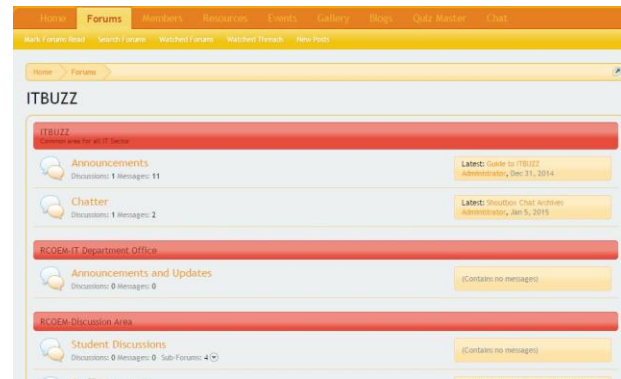 Home Forums Members Resources Events Gallery Blogs Quiz Master Chat
Mark Forums Read Search Forums Watched Forums Watched Threads New Posts
Home Forums
ITBUZZ
ITBUZZ
Common area for all IT Sector
Announcements
Discussions: 1 Messages: 11
Latest: Guide to ITBUZZ
Administrator, Dec 31, 2014
Chatter
Discussions: 1 Messages: 2
Latest: Shoutbox Chat Archives
Administrator, Jan 5, 2015
RCOEM-IT Department Office
Announcements and Updates
Discussions: 0 Messages: 0
(Contains no messages)
RCOEM-Discussion Area
Student Discussions
Discussions: 0 Messages: 0 Sub-Forums: 4
(Contains no messages)